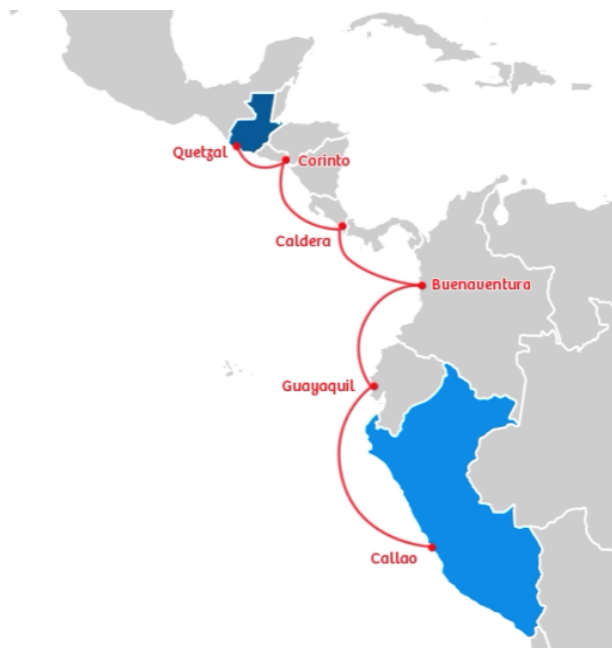 Quetzal
Corinto
Caldera
Buenaventura
Guayaquil
Callao